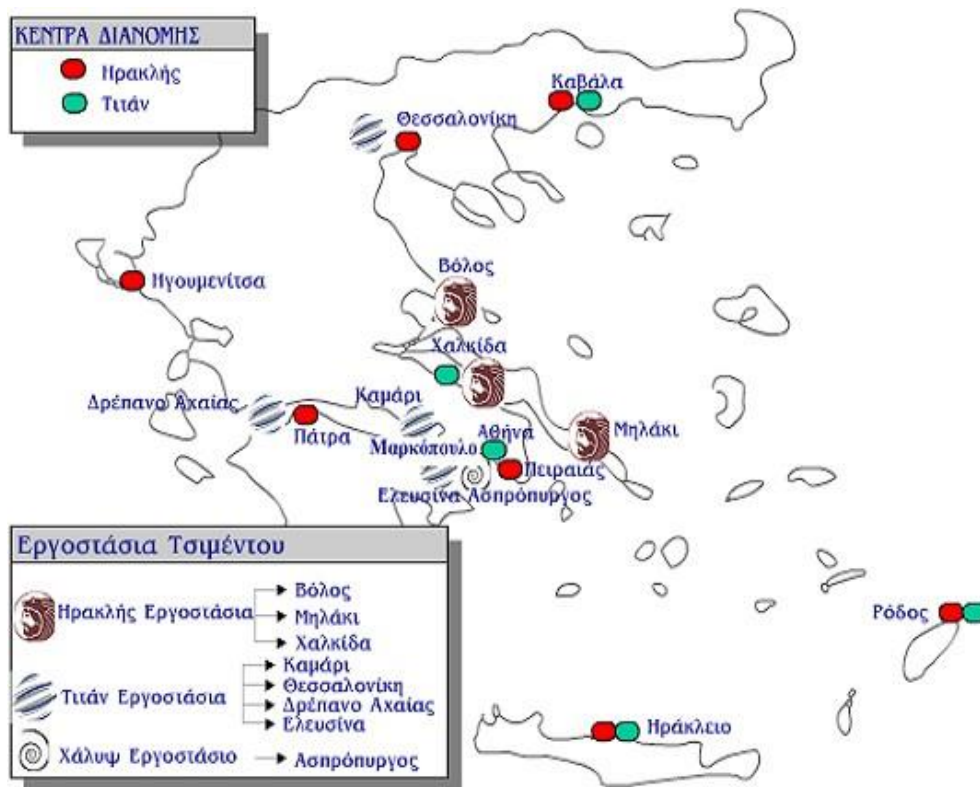 ΚΕΝΤΡΑ ΔΙΑΝΟΜΗΣ
Ηρακλής
Τιτάν
Καβάλα
Θεσσαλονίκη
Ηγουμενίτσα
Βόλος
Χαλκίδα
Δρέπανο Αχαίας
Καμάρι
Πάτρα
Μαρκόπουλο
Αθήνα
Μηλάκι
Πειραιάς
Ελευσίνα Ασπρόπυργος
Εργοστάσια Τσιμέντου
Ηρακλής Εργοστάσια
Βόλος
Μηλάκι
Χαλκίδα
Τιτάν Εργοστάσια
Καμάρι
Θεσσαλονίκη
Δρέπανο Αχαίας
Ελευσίνα
Χάλυψ Εργοστάσιο
Ασπρόπυργος
Ρόδος
Ηράκλειο